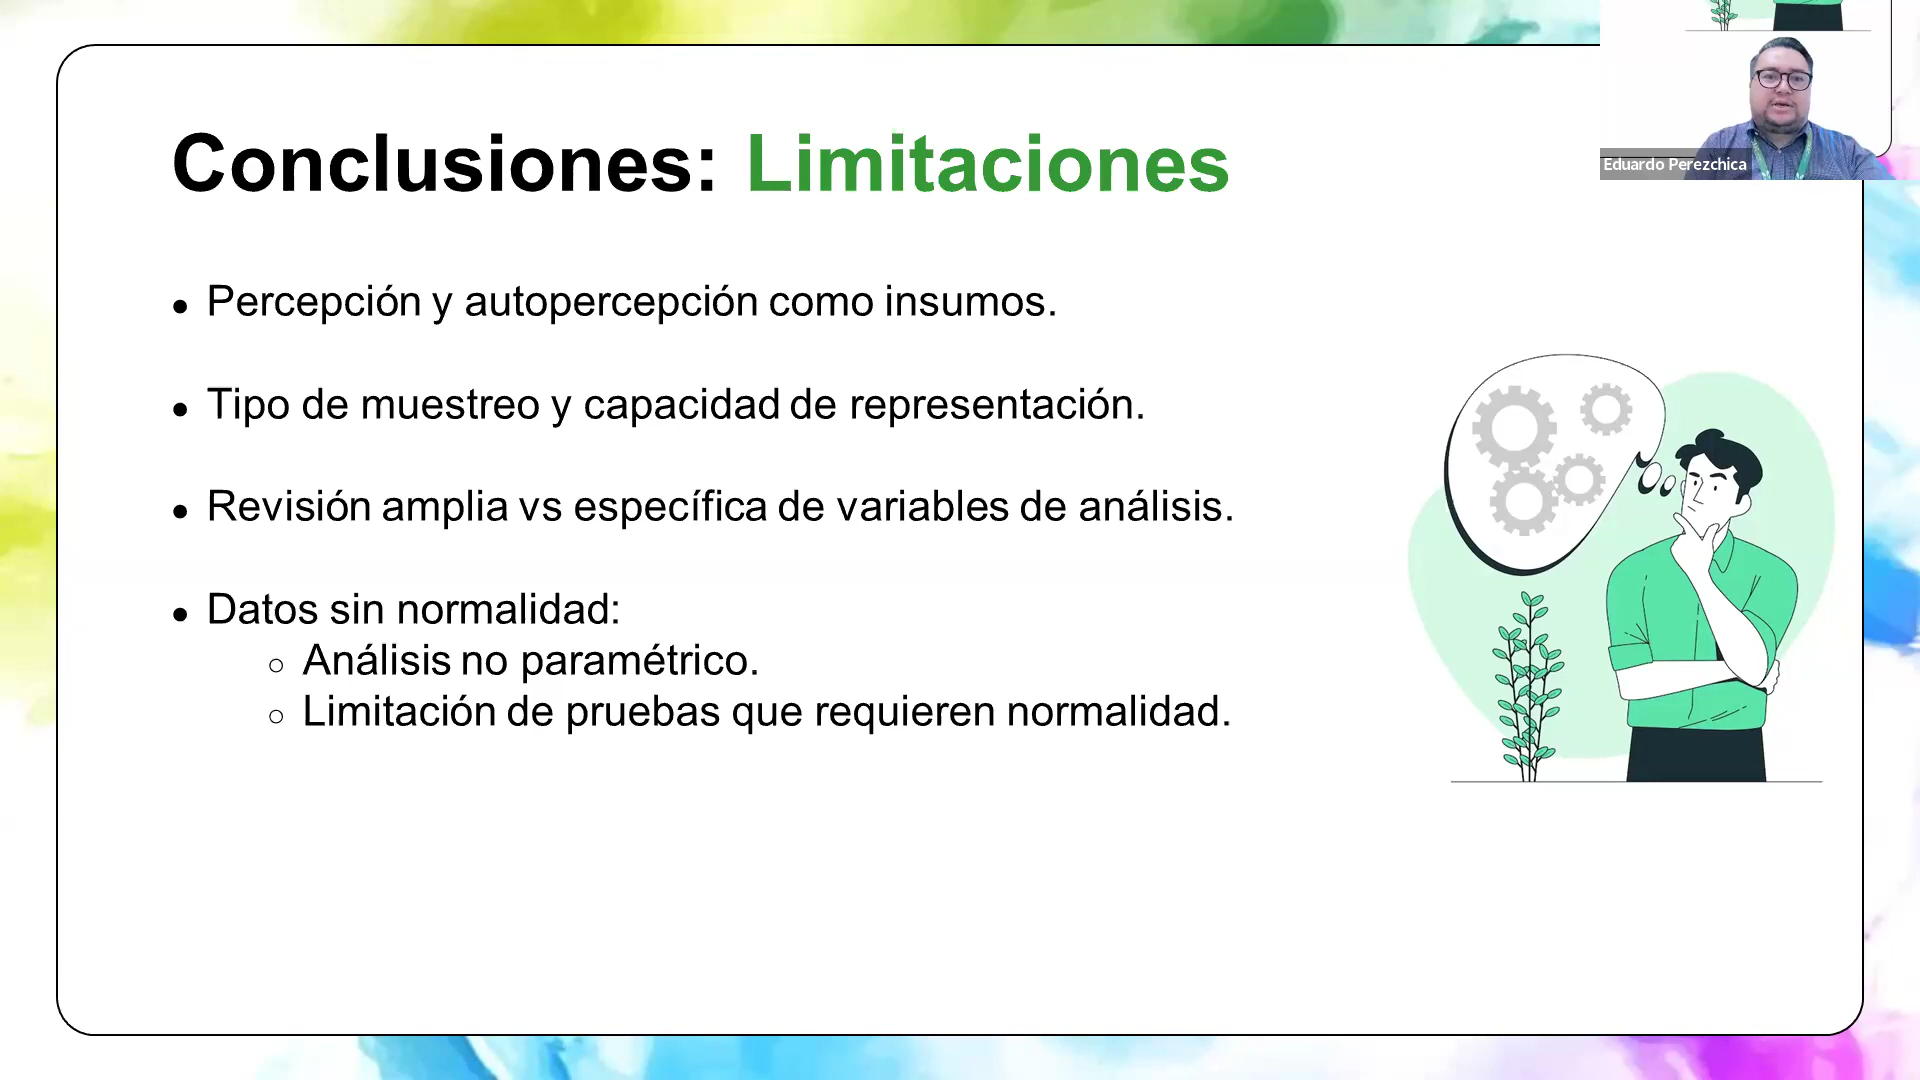 Conclusiones: Limitaciones
Eduardo Perezchica
● Percepción y autopercepción como insumos.
● Tipo de muestreo y capacidad de representación.
● Revisión amplia vs específica de variables de análisis.
● Datos sin normalidad:
○ Análisis no paramétrico.
○ Limitación de pruebas que requieren normalidad.